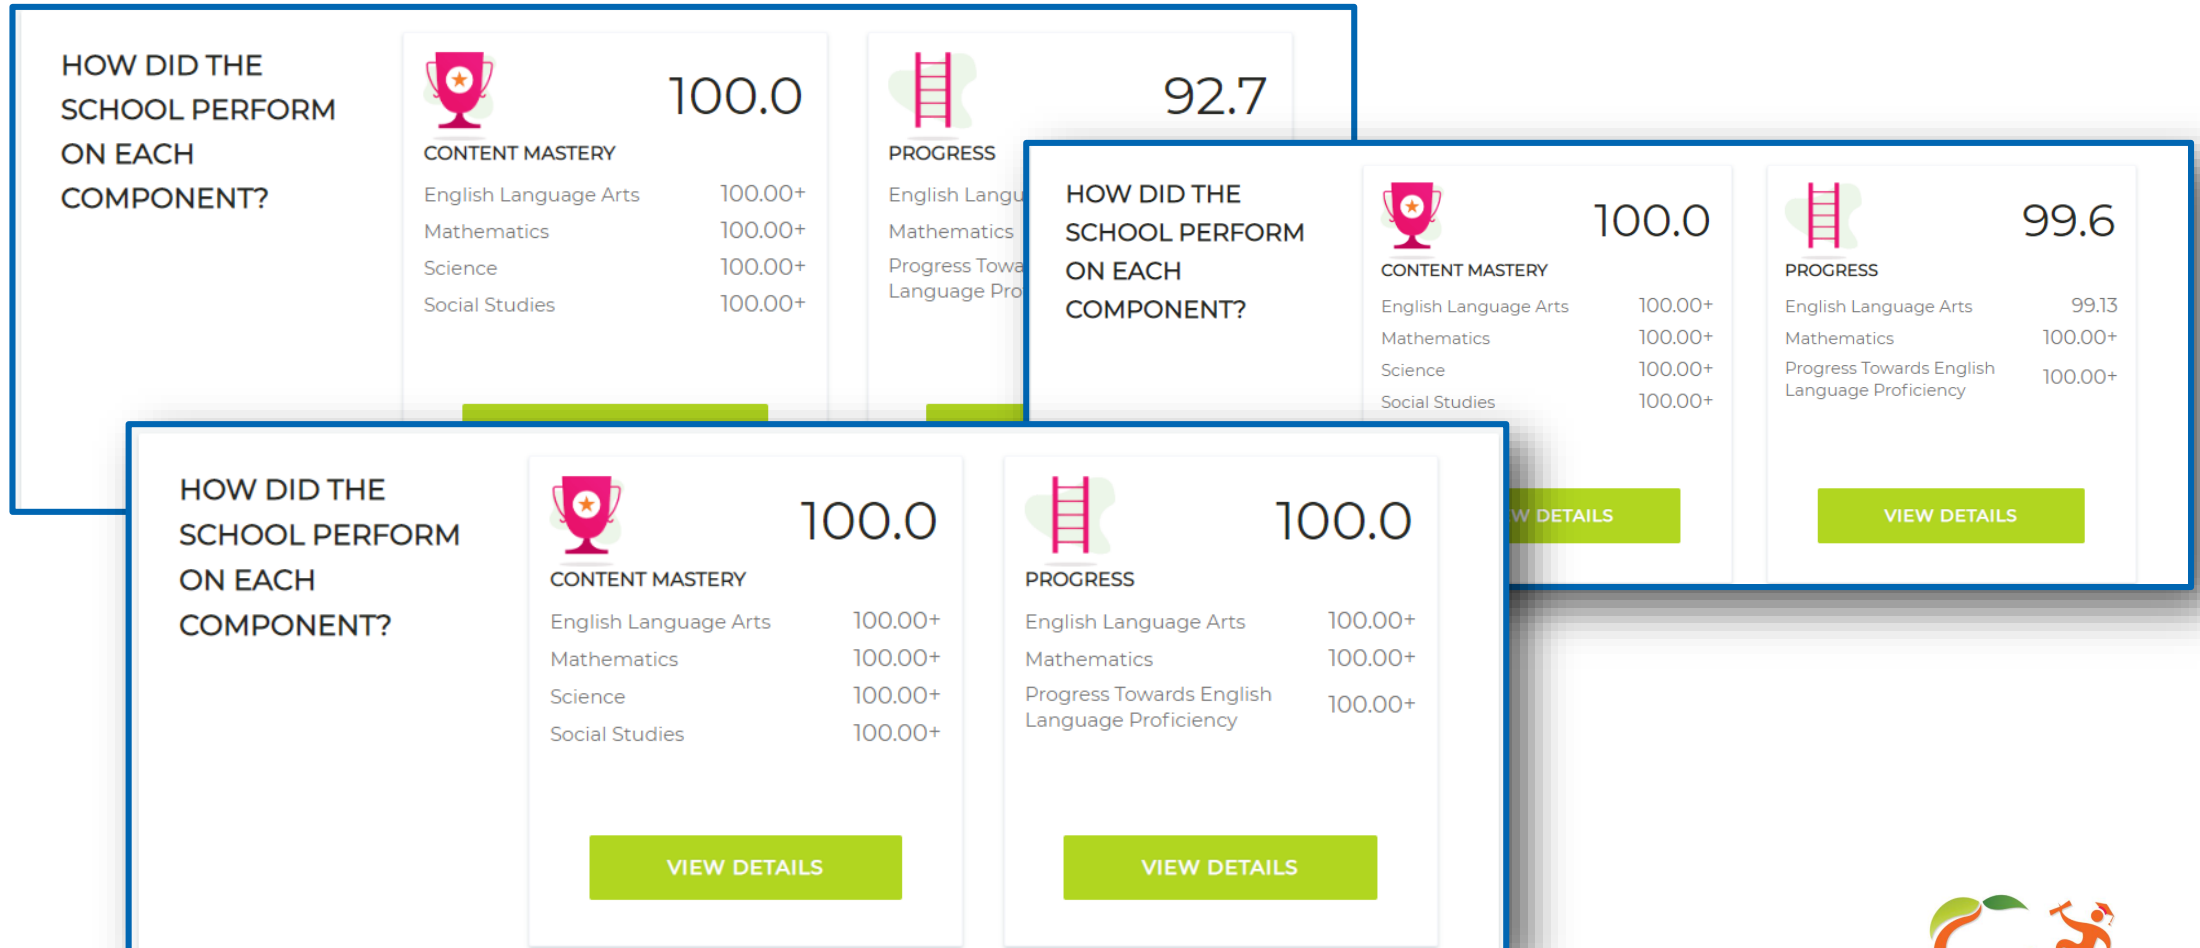 HOW DID THE
SCHOOL PERFORM
ON EACH
COMPONENT?
100.0
CONTENT MASTERY
English Language Arts 100.00+
Mathematics 100.00+
Science 100.00+
Social Studies 100.00+
92.7
PROGRESS
English Langu
Mathematics
Progress Towa
Language Pro
HOW DID THE
SCHOOL PERFORM
ON EACH
COMPONENT?
100.0
CONTENT MASTERY
English Language Arts 100.00+
Mathematics 100.00+
Science 100.00+
Social Studies 100.00+
W DETAILS
99.6
PROGRESS
English Language Arts 99.13
Mathematics 100.00+
Progress Towards English
Language Proficiency 100.00+
VIEW DETAILS
HOW DID THE
SCHOOL PERFORM
ON EACH
COMPONENT?
100.0
CONTENT MASTERY
English Language Arts 100.00+
Mathematics 100.00+
Science 100.00+
Social Studies 100.00+
VIEW DETAILS
100.0
PROGRESS
English Language Arts 100.00+
Mathematics 100.00+
Progress Towards English
Language Proficiency 100.00+
VIEW DETAILS